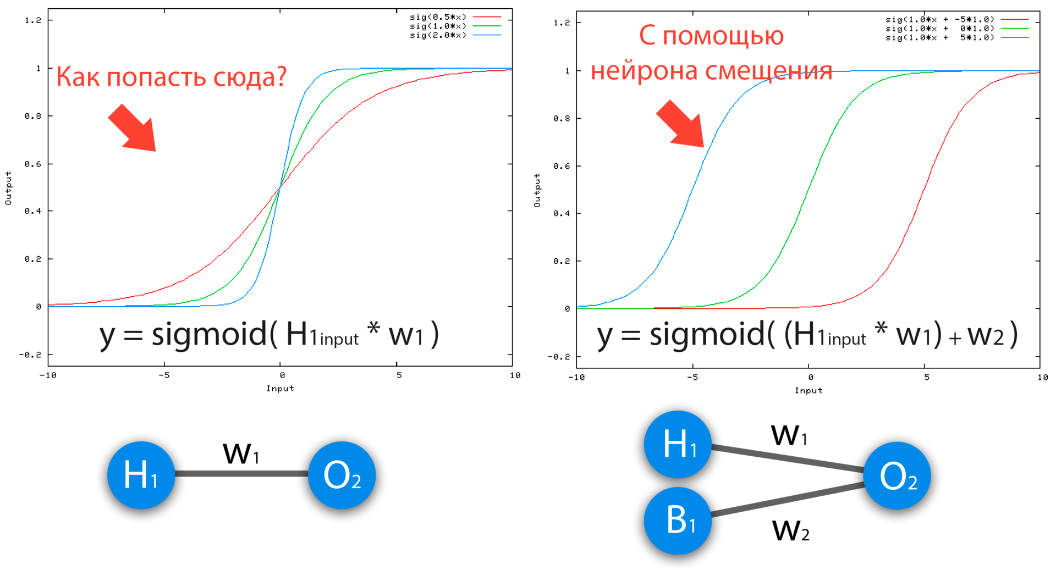 sig(0.5*x)
sig(1.0*x)
sig(2.0*x)
Как попасть сюда?
1.2
1
0.8
0.6
0.4
0.2
0
-0.2
Output
y = sigmoid( H1input * w1 )
-10
-5
0
5
10
Input
W1
H1
O2
sig(1.0*x + -5*1.0)
sig(1.0*x + 0*1.0)
sig(1.0*x + 5*1.0)
С помощью
нейрона смещения
1.2
1
0.8
0.6
0.4
0.2
0
-0.2
Output
y = sigmoid( (H1input * w1) + w2 )
-10
-5
0
5
10
Input
H1
W1
O2
B1
W2